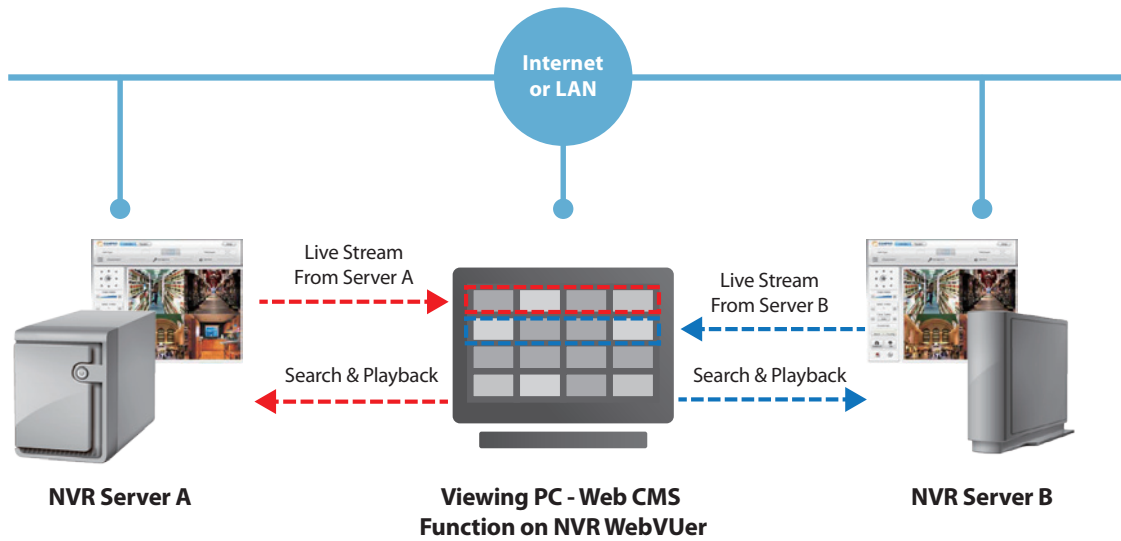 Internet
or LAN
Live Stream
From Server A
Live Stream
From Server B
Search & Playback
Search & Playback
NVR Server A
Viewing PC - Web CMS
Function on NVR WebVUer
NVR Server B